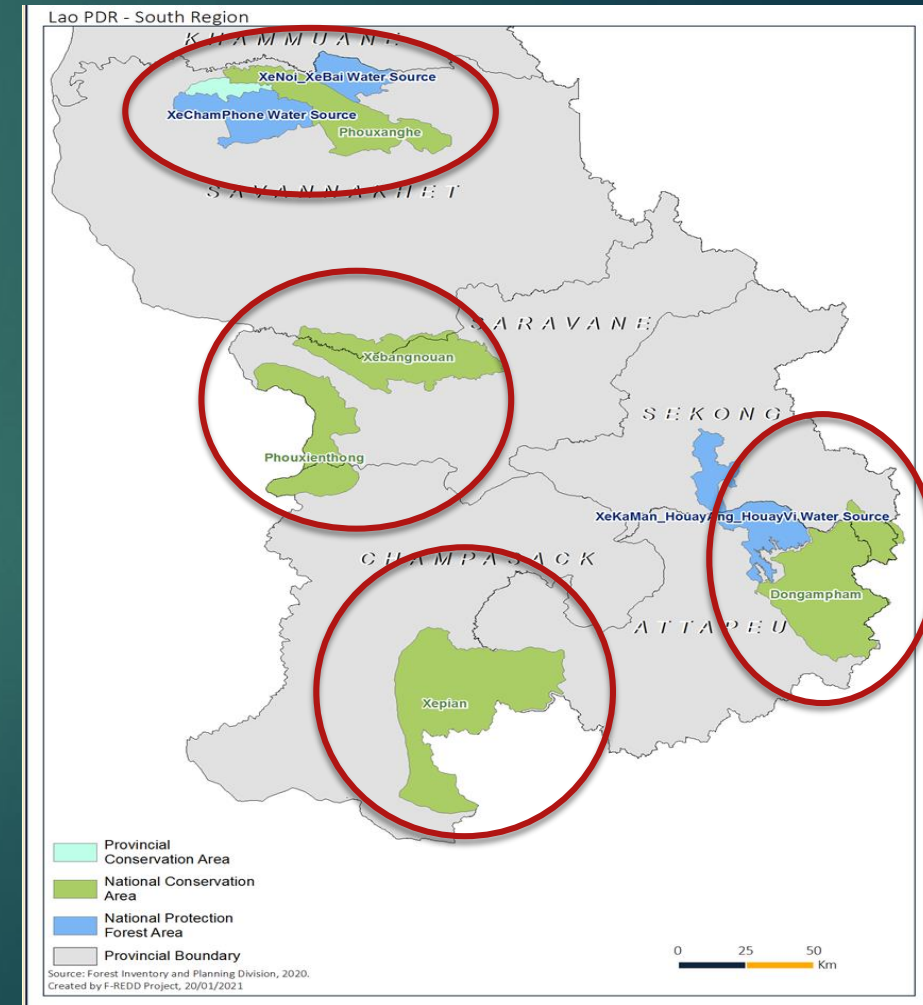 Lao PDR - South Region
KHAMMUANE
XeNoi_XeBai Water Source
XeChamPhone Water Source
Phouxanghe
SAVANNAKHET
SARAVANE
Xebangnouan
SEKONG
Phouxienthong
XeKaMan_HouayAng_HouayVi Water Source
CHAMPASACK
Dongampham
ATTAPEU
Xepian
Provincial
Conservation Area
National Conservation
Area
National Protection
Forest Area
Provincial Boundary
0 25 50
Km
Source: Forest Inventory and Planning Division, 2020.
Created by F-REDD Project, 20/01/2021